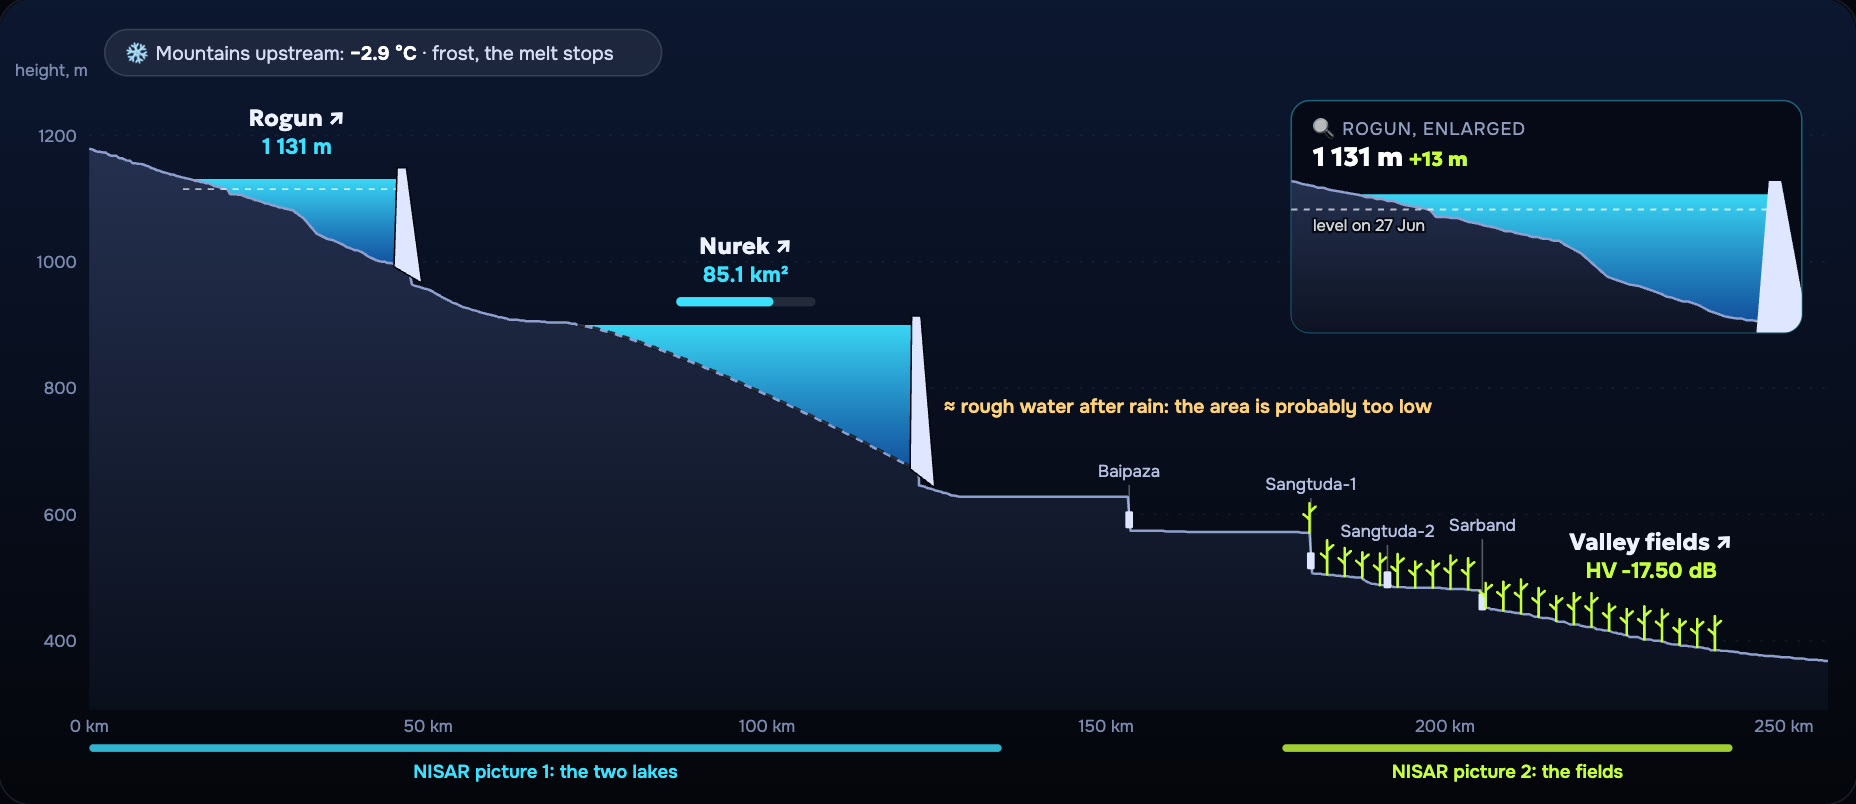 ❄️ Mountains upstream: −2.9 °C · frost, the melt stops
height, m
Rogun ↗
1 131 m
🔍 ROGUN, ENLARGED
1 131 m +13 m
level on 27 Jun
Nurek ↗
85.1 km²
≈ rough water after rain: the area is probably too low
Baipaza
Sangtuda-1
Sangtuda-2
Sarband
Valley fields ↗
HV -17.50 dB
1200
1000
800
600
400
0 km
50 km
100 km
150 km
200 km
250 km
NISAR picture 1: the two lakes
NISAR picture 2: the fields